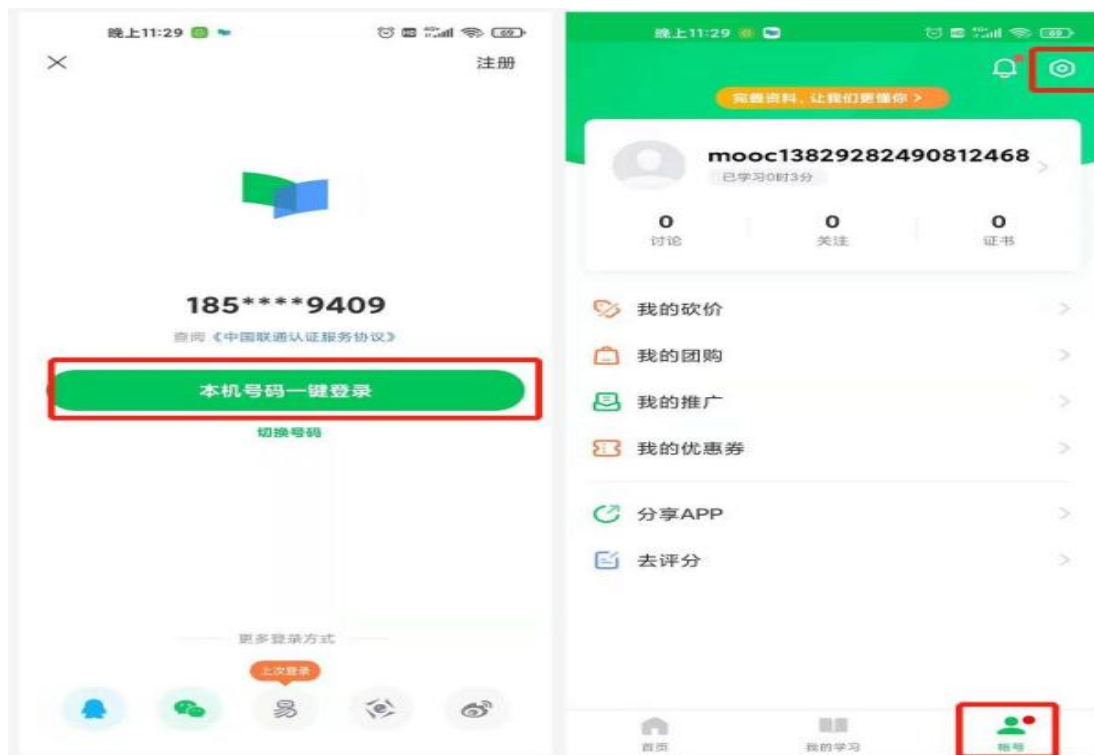 晚上11:29
69
注册
185****9409
查阅《中国联通认证服务协议》
本机号码一键登录
切换号码
更多登录方式
上次登录
易
晚上11:29
69
完善资料，让我们更懂你 >
mooc13829282490812468
已学习0时3分
0
0
0
讨论
关注
证书
我的砍价
我的团购
我的推广
我的优惠券
分享APP
去评分
首页
我的学习
账号